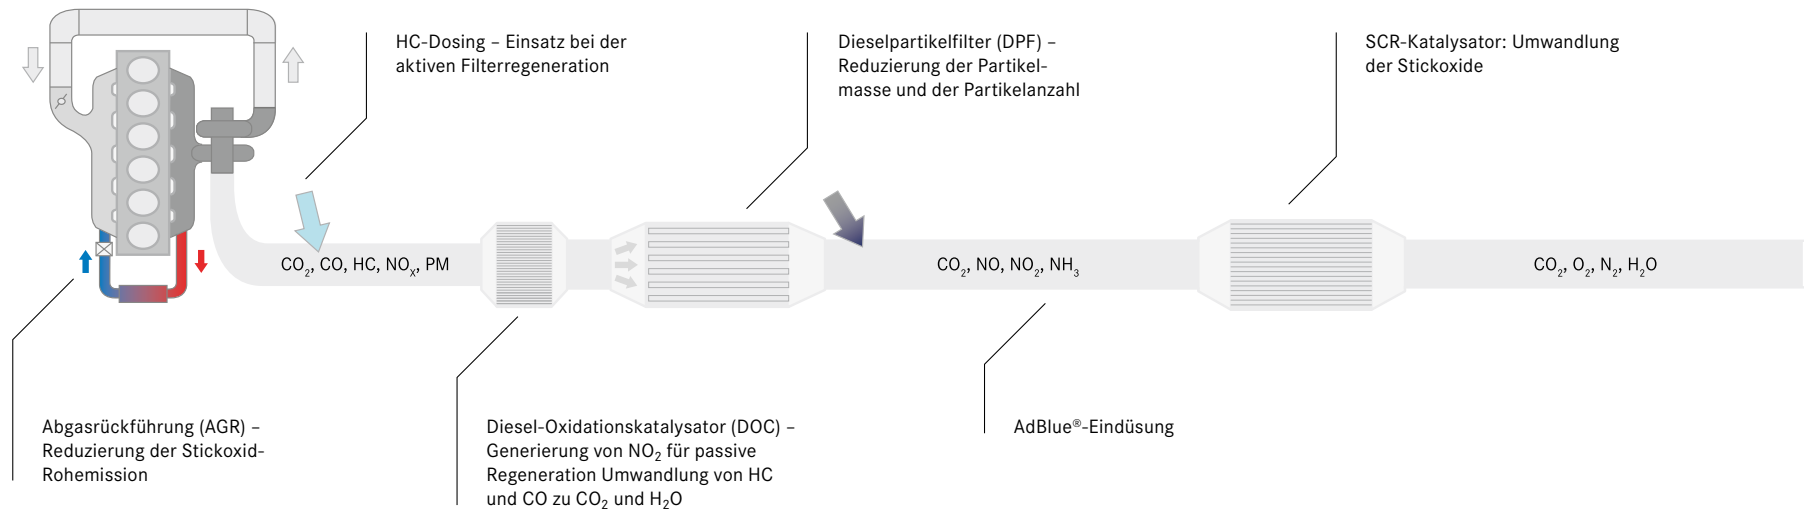 HC-Dosing – Einsatz bei der
aktiven Filterregeneration
Dieselpartikelfilter (DPF) –
Reduzierung der Partikel-
masse und der Partikelanzahl
SCR-Katalysator: Umwandlung
der Stickoxide
CO₂, CO, HC, NOₓ, PM
CO₂, NO, NO₂, NH₃
CO₂, O₂, N₂, H₂O
Abgasrückführung (AGR) –
Reduzierung der Stickoxid-
Rohemission
Diesel-Oxidationskatalysator (DOC) –
Generierung von NO₂ für passive
Regeneration Umwandlung von HC
und CO zu CO₂ und H₂O
AdBlue®-Eindüsung